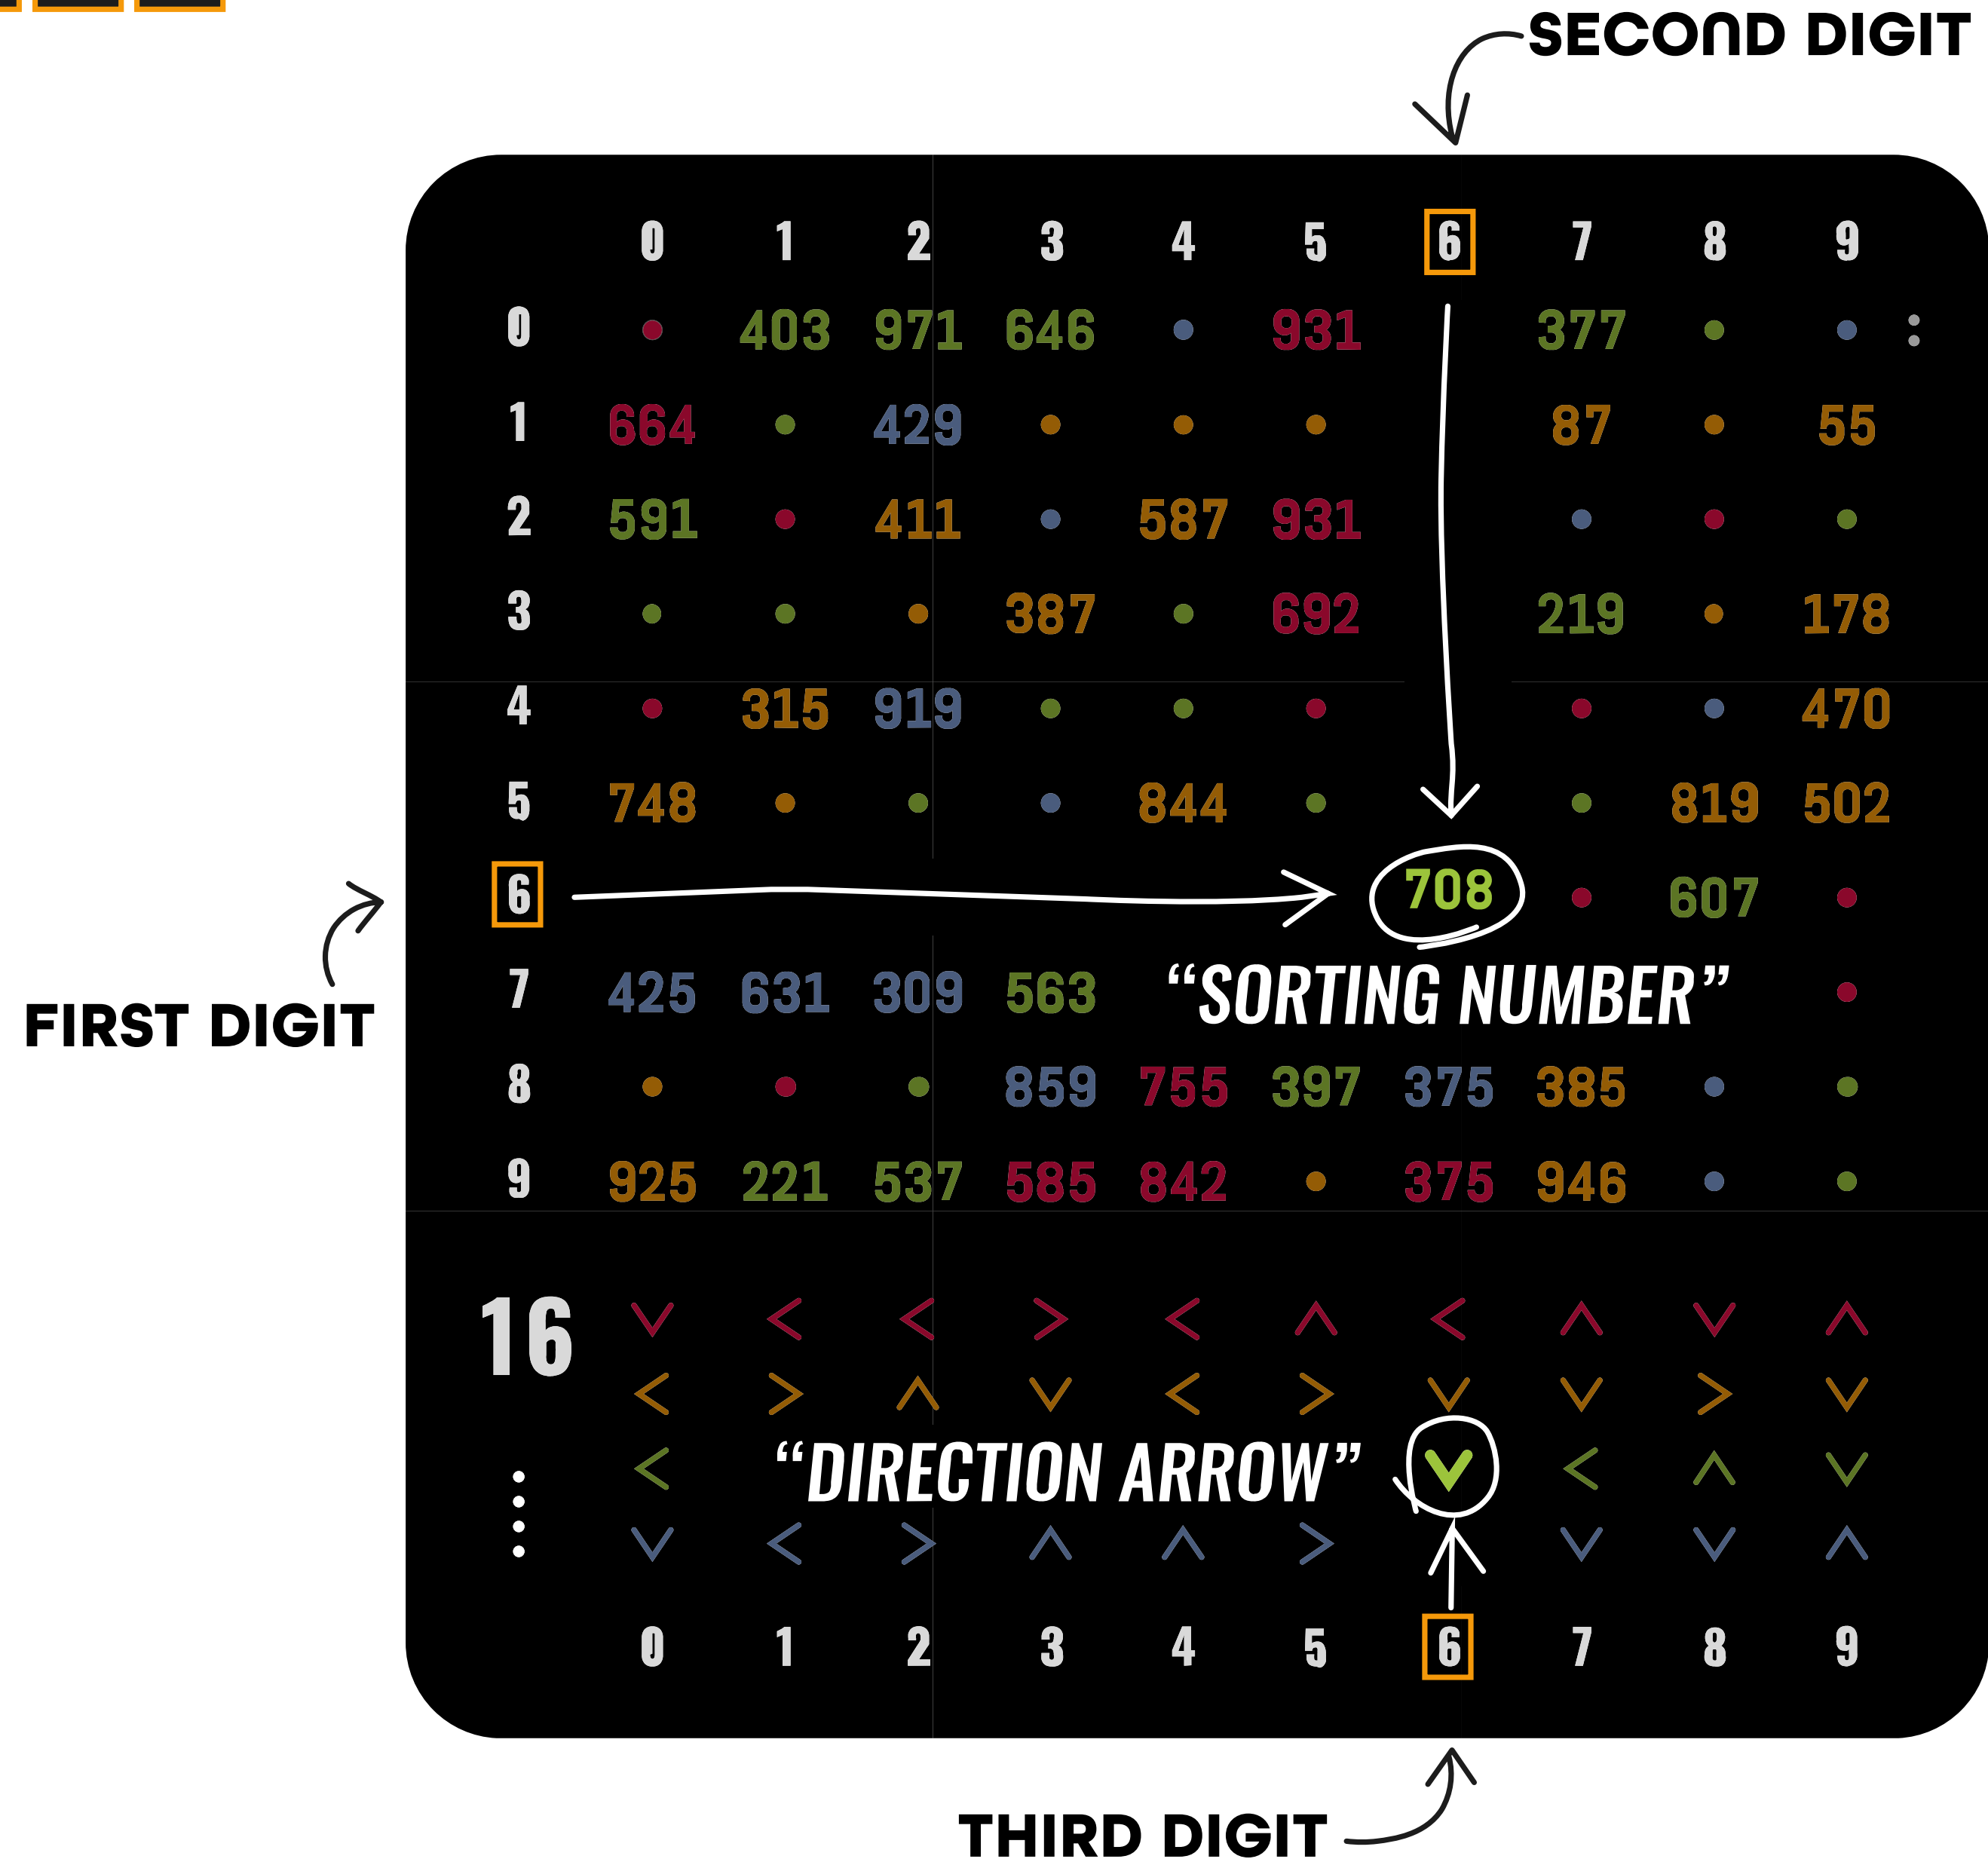 SECOND DIGIT
0 1 2 3 4 5 6 7 8 9
0 403 971 646 931 377 :
1 664 429 87 55
2 591 411 587 931
3 387 692 219 178
4 315 919 470
5 748 844 819 502
6 708 607
FIRST DIGIT
7 425 631 309 563 “SORTING NUMBER”
8 859 755 397 375 385
9 925 221 537 585 842 375 946
16
“DIRECTION ARROW”
0 1 2 3 4 5 6 7 8 9
THIRD DIGIT